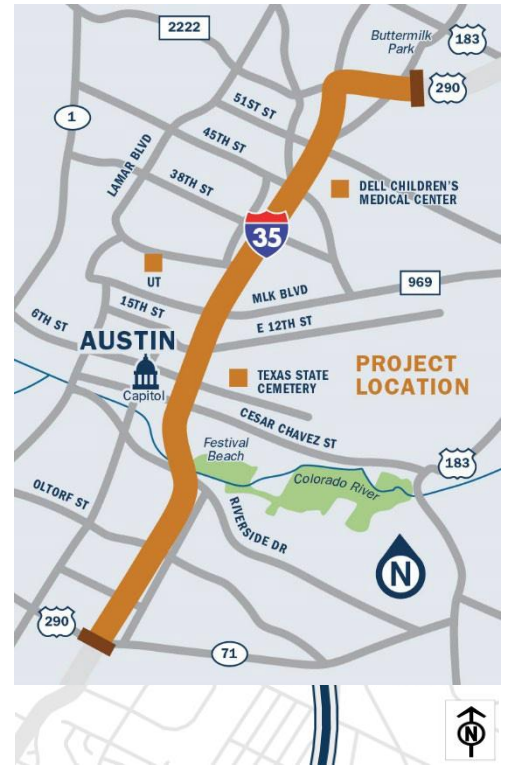 2222
Buttermilk
Park
183
290
51ST ST
1
45TH ST
LAMAR BLVD
38TH ST
DELL CHILDREN'S
MEDICAL CENTER
35
UT
969
MLK BLVD
15TH ST
6TH ST
E 12TH ST
AUSTIN
Capitol
TEXAS STATE
CEMETERY
PROJECT
LOCATION
CESAR CHAVEZ ST
Festival
Beach
183
Colorado River
OLTORF ST
RIVERSIDE DR
N
290
71
N